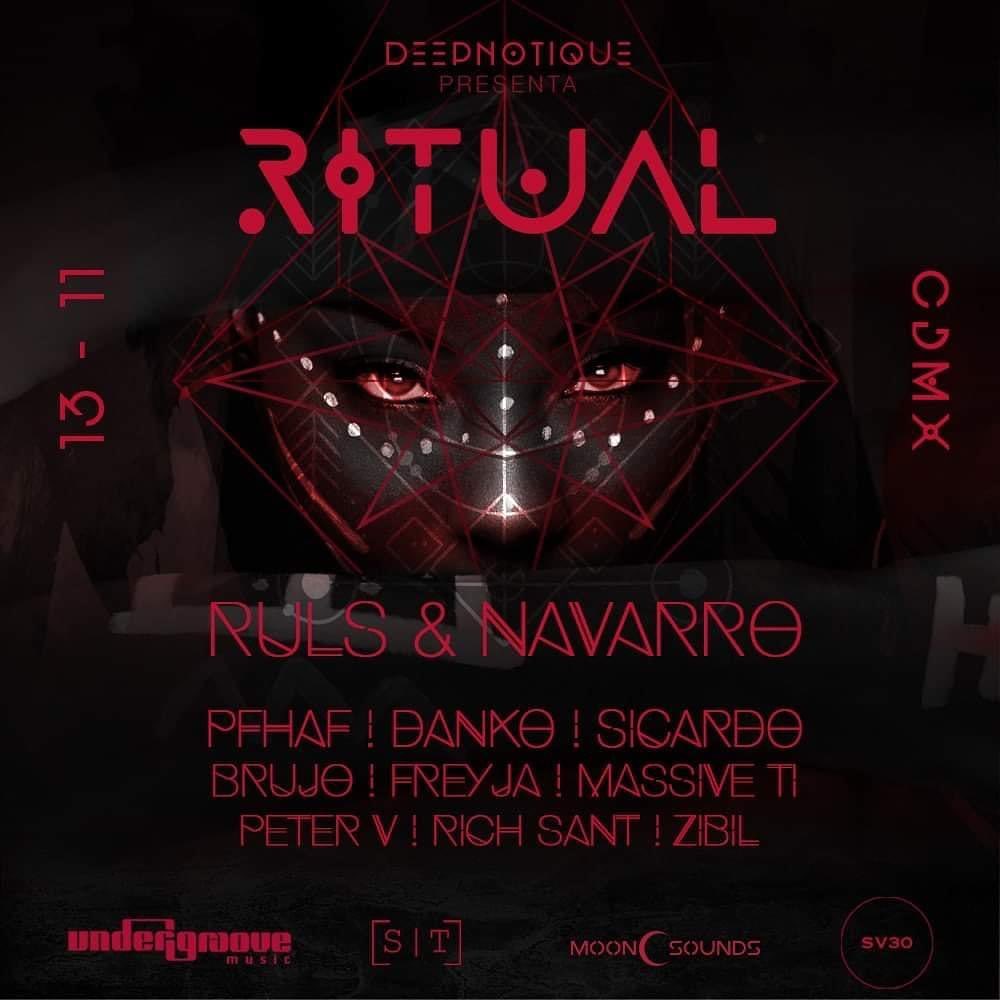 DEEPNOTIQUE
PRESENTA
RITUAL
13 - 11
CDMX
RULS & NAVARRO
PFHAF ¦ DANKO ¦ SICARDO
BRUJO ¦ FREYJA ¦ MASSIVE TI
PETER V ¦ RICH SANT ¦ ZIBIL
undergroove
music
[S|T]
MOON SOUNDS
SV30